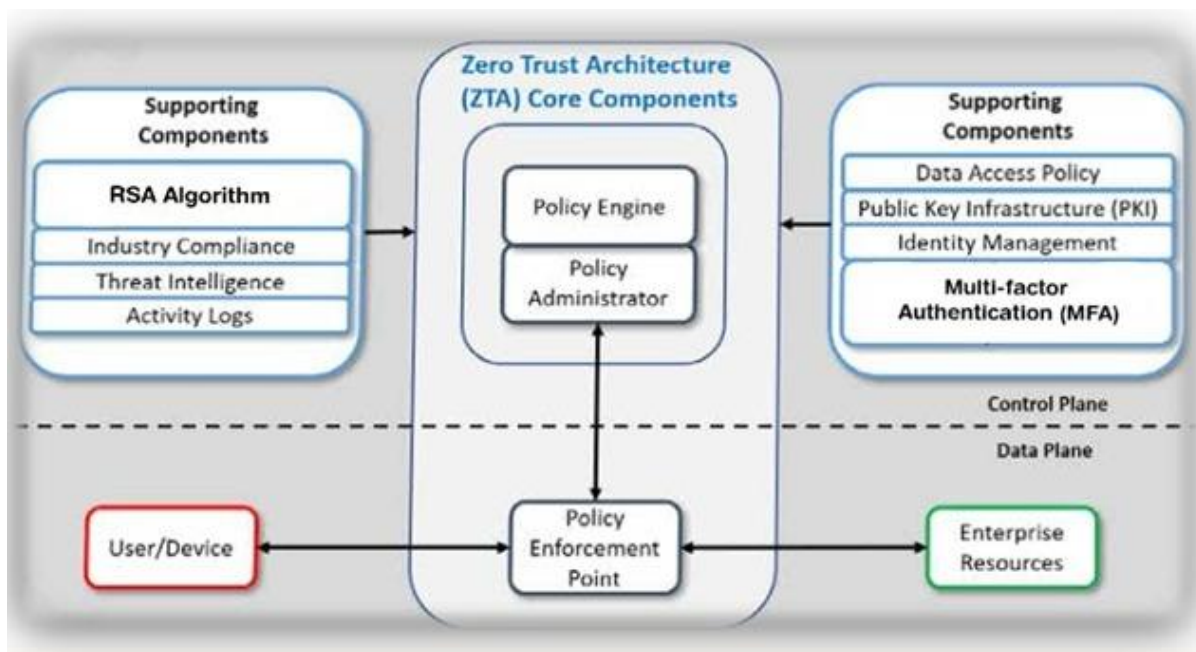 Zero Trust Architecture
(ZTA) Core Components
Supporting
Components
RSA Algorithm
Industry Compliance
Threat Intelligence
Activity Logs
Policy Engine
Policy
Administrator
Supporting
Components
Data Access Policy
Public Key Infrastructure (PKI)
Identity Management
Multi-factor
Authentication (MFA)
Control Plane
Data Plane
User/Device
Policy
Enforcement
Point
Enterprise
Resources